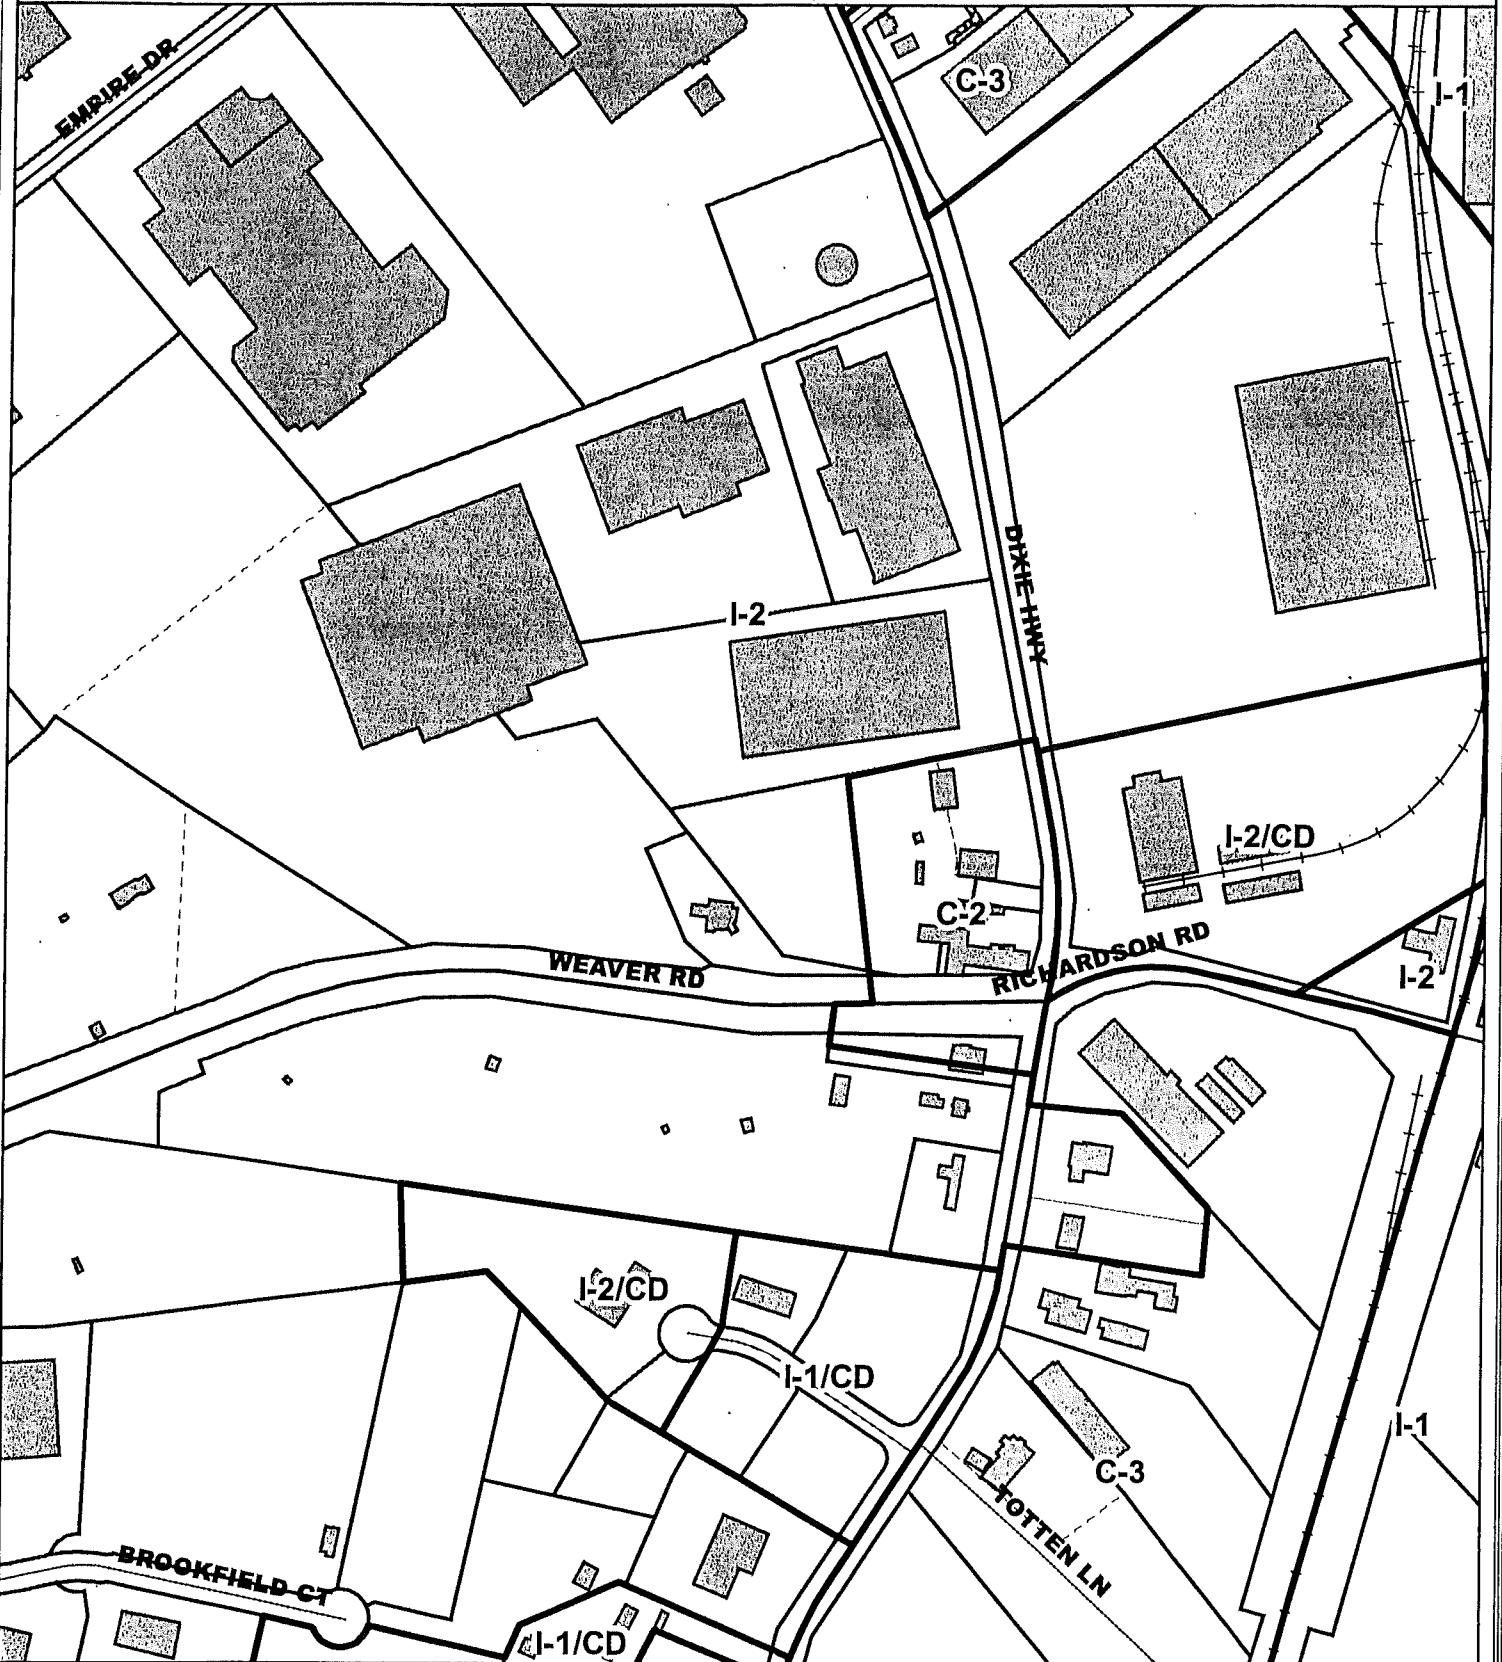 EMPIRE DR
C-3
I-1
DIXIE HWY
I-2
I-2/CD
C-2
RICHARDSON RD
WEAVER RD
I-2
I-2/CD
I-1/CD
I-1
C-3
TOTTEN LN
BROOKFIELD CT
I-1/CD